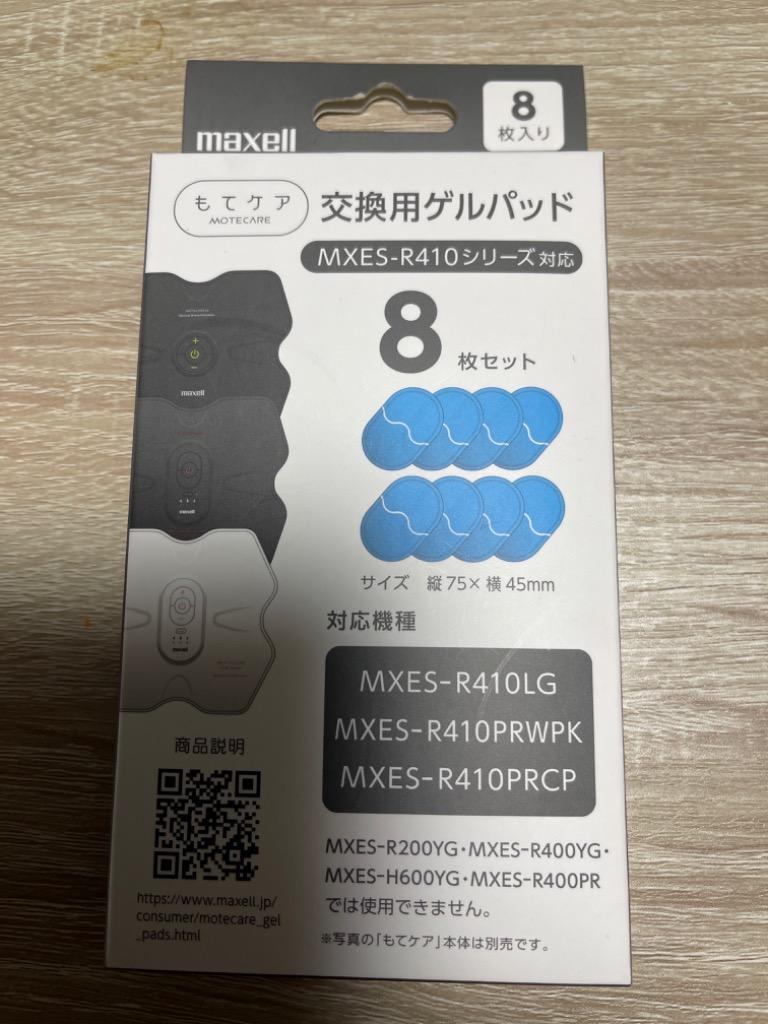 maxell
8
枚入り
もてケア
MOTECARE
交換用ゲルパッド
MXES-R410シリーズ対応
8
枚セット
maxell
maxell
maxell
サイズ 縦75×横45mm
対応機種
MXES-R410LG
MXES-R410PRWPK
MXES-R410PRCP
商品説明
https://www.maxell.jp/
consumer/motecare_gel
_pads.html
MXES-R200YG・MXES-R400YG・
MXES-H600YG・MXES-R400PR
では使用できません。
※写真の「もてケア」本体は別売です。